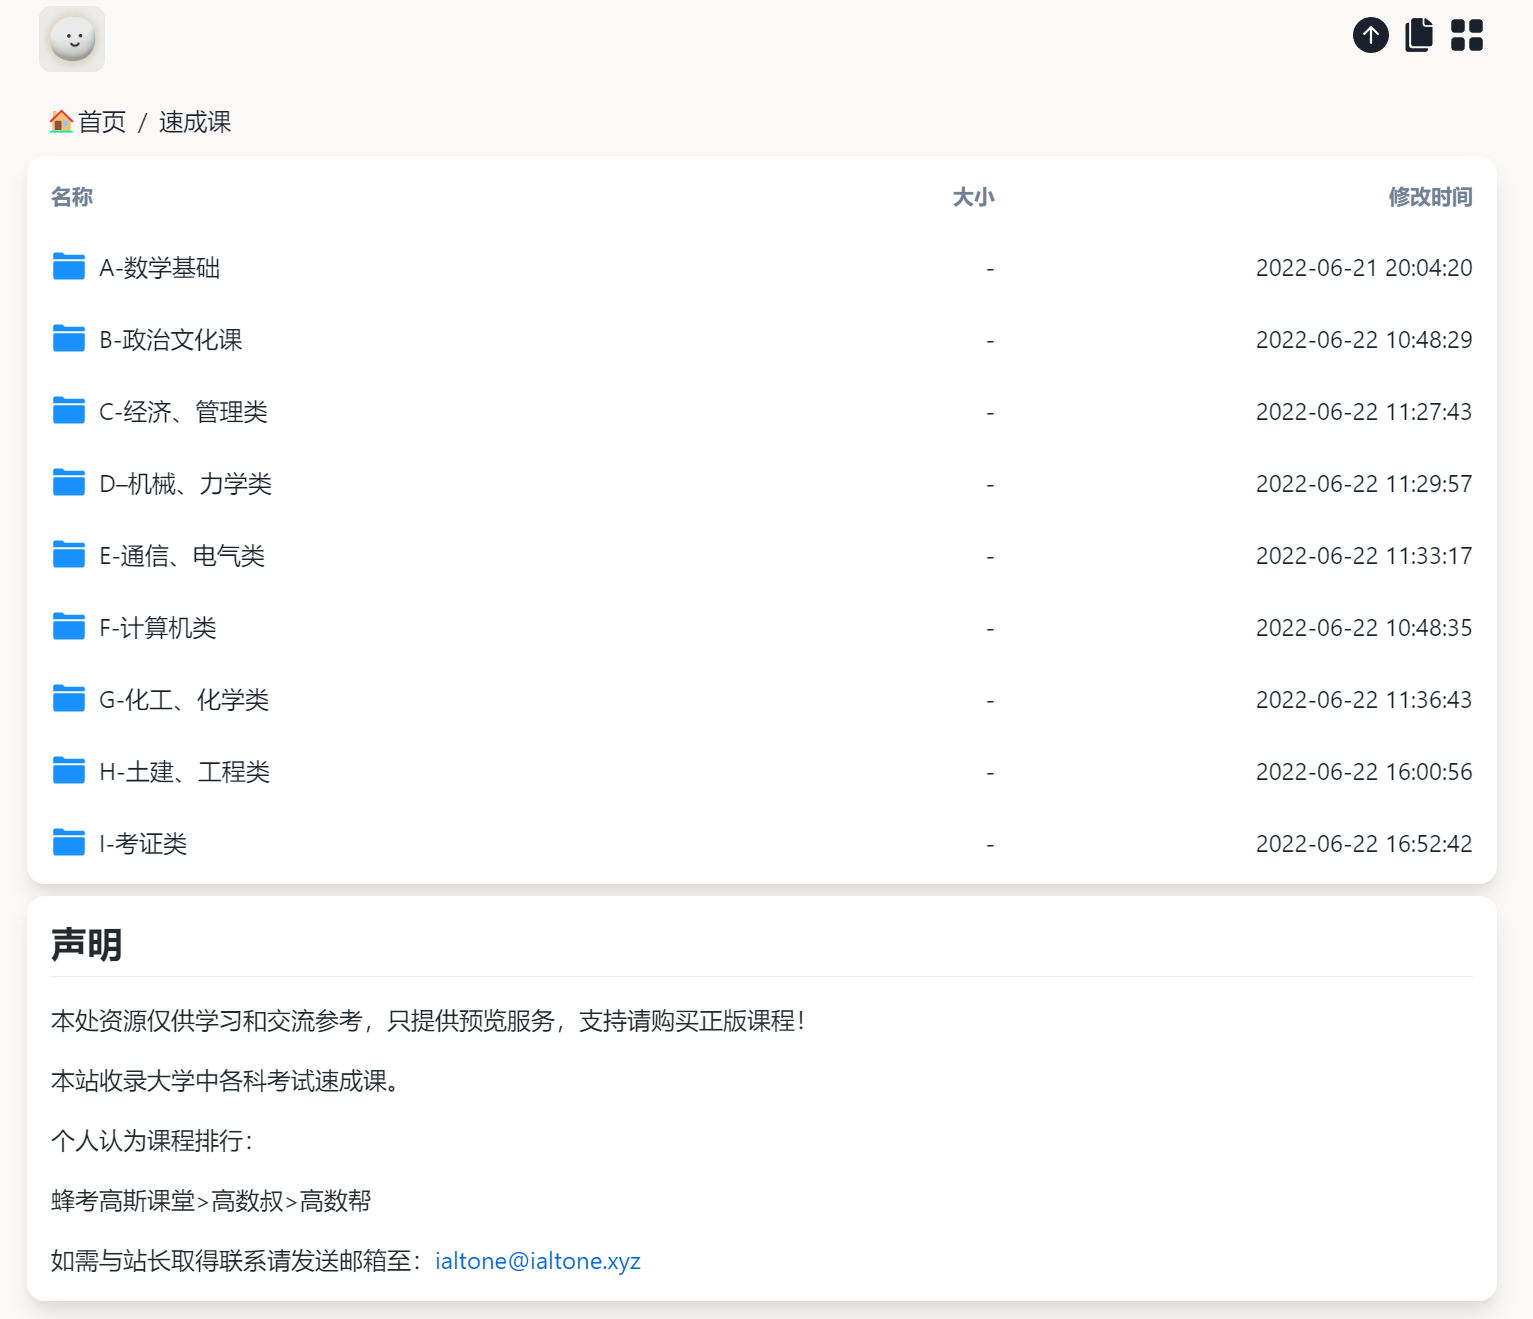 首页 / 速成课
名称 大小 修改时间
A-数学基础 - 2022-06-21 20:04:20
B-政治文化课 - 2022-06-22 10:48:29
C-经济、管理类 - 2022-06-22 11:27:43
D–机械、力学类 - 2022-06-22 11:29:57
E-通信、电气类 - 2022-06-22 11:33:17
F-计算机类 - 2022-06-22 10:48:35
G-化工、化学类 - 2022-06-22 11:36:43
H-土建、工程类 - 2022-06-22 16:00:56
I-考证类 - 2022-06-22 16:52:42
声明
本处资源仅供学习和交流参考，只提供预览服务，支持请购买正版课程！
本站收录大学中各科考试速成课。
个人认为课程排行：
蜂考高斯课堂>高数叔>高数帮
如需与站长取得联系请发送邮箱至：ialtone@ialtone.xyz